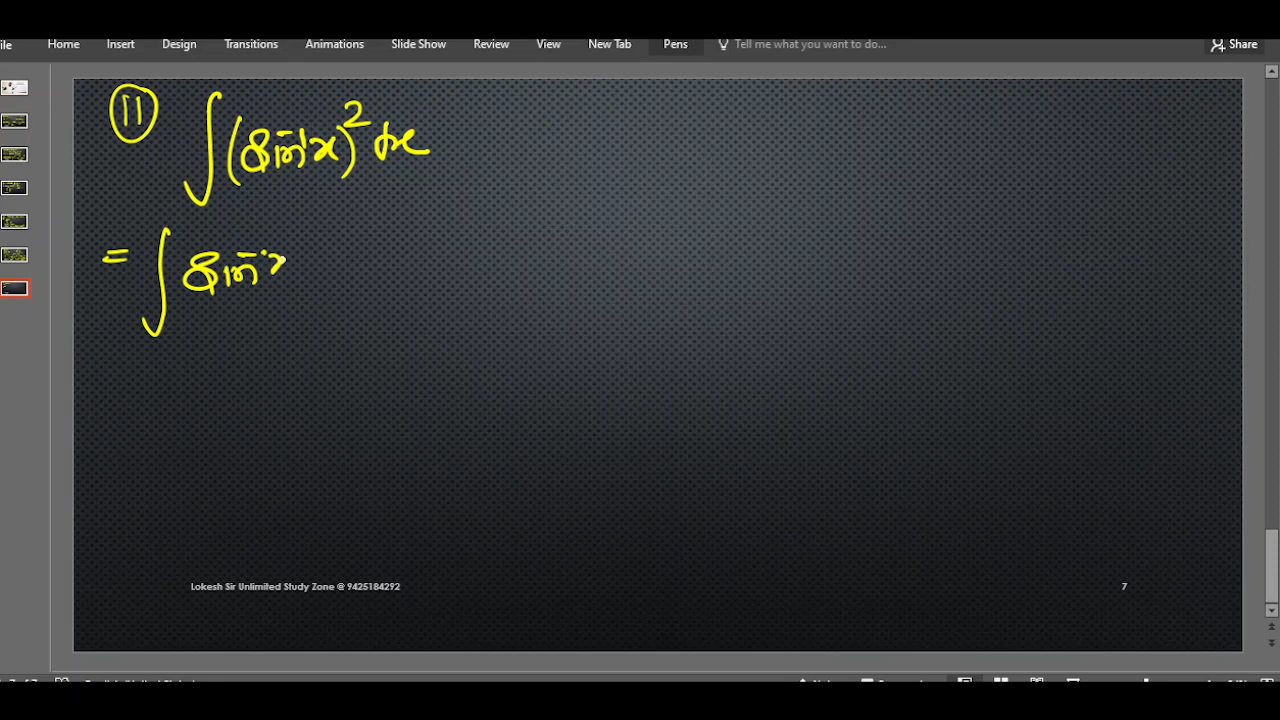 File Home Insert Design Transitions Animations Slide Show Review View New Tab Pens Tell me what you want to do... Share
11 ∫(Sin⁻¹x)² dx
= ∫ Sin⁻¹x
Lokesh Sir Unlimited Study Zone @ 9425184292 7